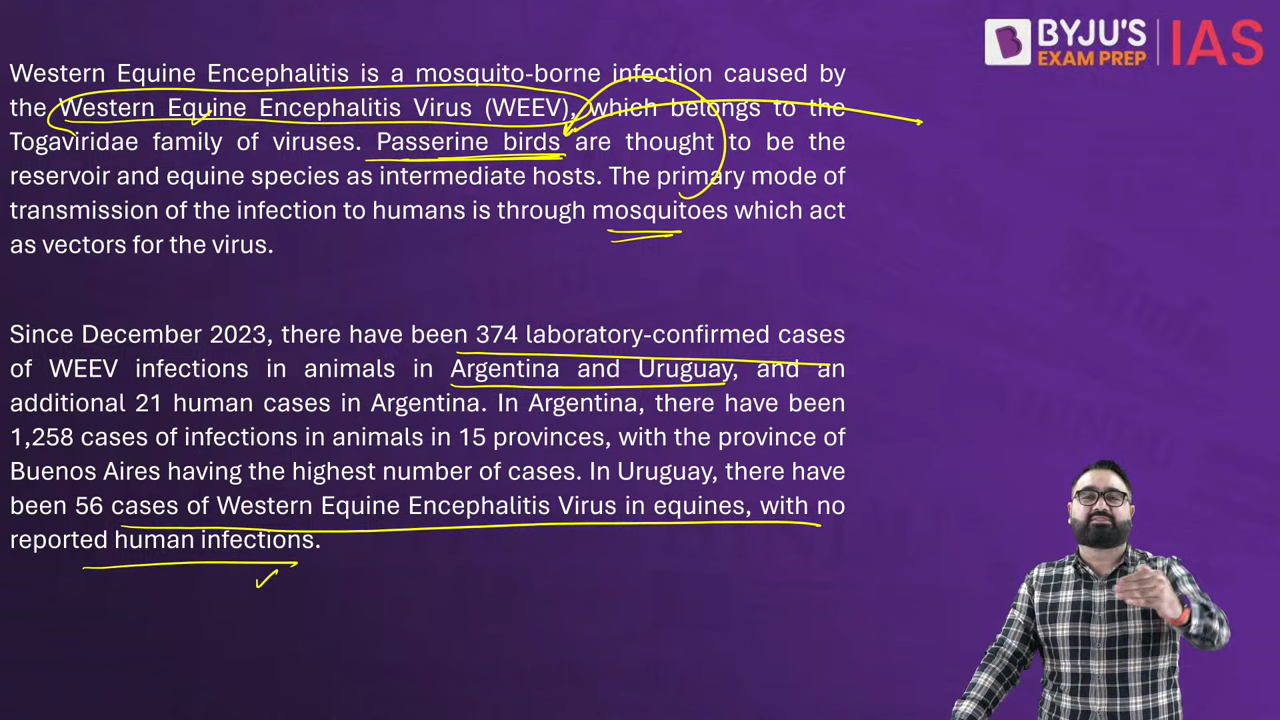 BYJU'S
EXAM PREP
IAS
Western Equine Encephalitis is a mosquito-borne infection caused by
the Western Equine Encephalitis Virus (WEEV), which belongs to the
Togaviridae family of viruses. Passerine birds are thought to be the
reservoir and equine species as intermediate hosts. The primary mode of
transmission of the infection to humans is through mosquitoes which act
as vectors for the virus.
Since December 2023, there have been 374 laboratory-confirmed cases
of WEEV infections in animals in Argentina and Uruguay, and an
additional 21 human cases in Argentina. In Argentina, there have been
1,258 cases of infections in animals in 15 provinces, with the province of
Buenos Aires having the highest number of cases. In Uruguay, there have
been 56 cases of Western Equine Encephalitis Virus in equines, with no
reported human infections.